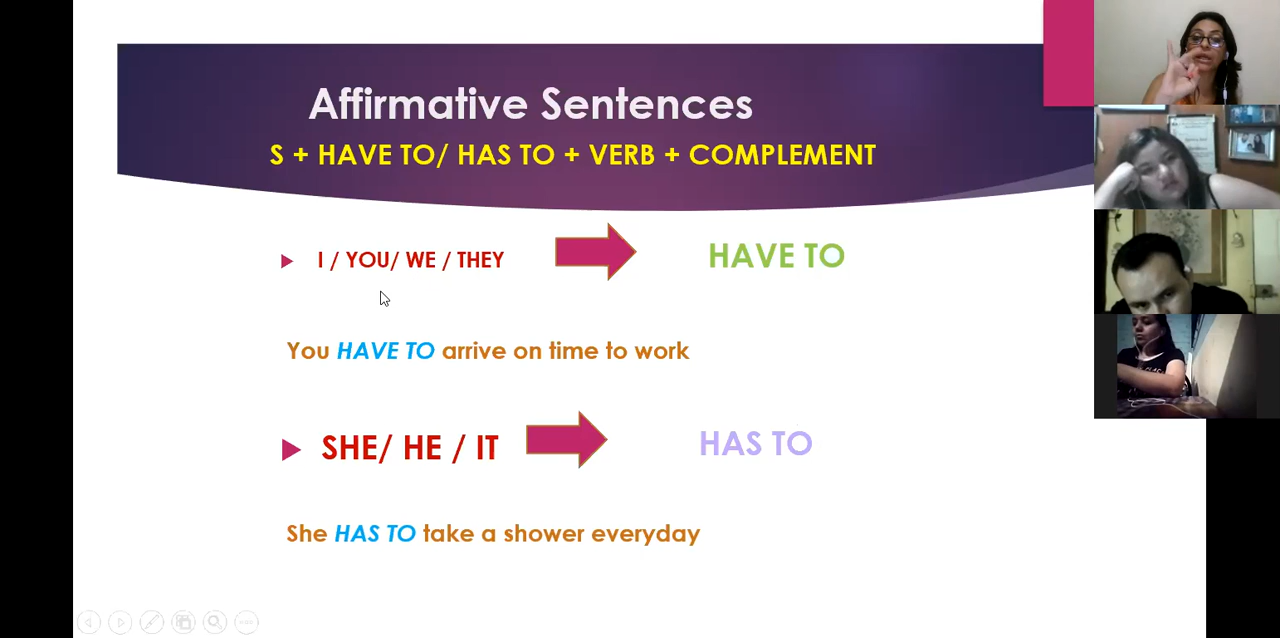 Affirmative Sentences
S + HAVE TO/ HAS TO + VERB + COMPLEMENT
I / YOU/ WE / THEY
HAVE TO
You HAVE TO arrive on time to work
SHE/ HE / IT
HAS TO
She HAS TO take a shower everyday